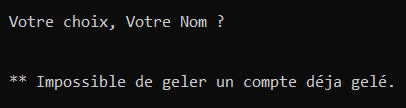 Votre choix, Votre Nom ?
** Impossible de geler un compte déja gelé.